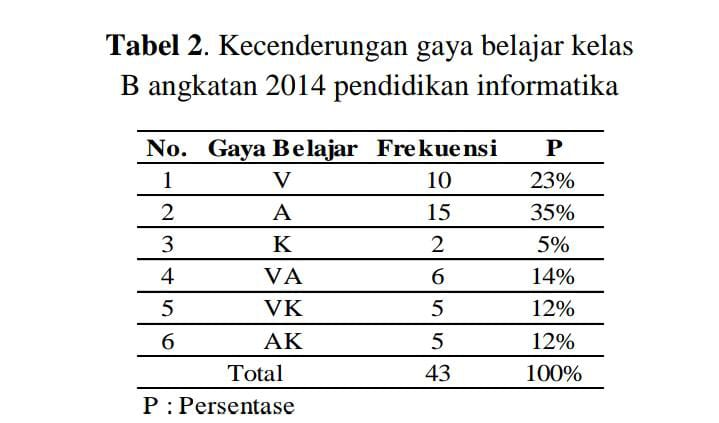 Tabel 2. Kecenderungan gaya belajar kelas
B angkatan 2014 pendidikan informatika
No. Gaya Belajar Frekuensi P
1 V 10 23%
2 A 15 35%
3 K 2 5%
4 VA 6 14%
5 VK 5 12%
6 AK 5 12%
Total 43 100%
P : Persentase